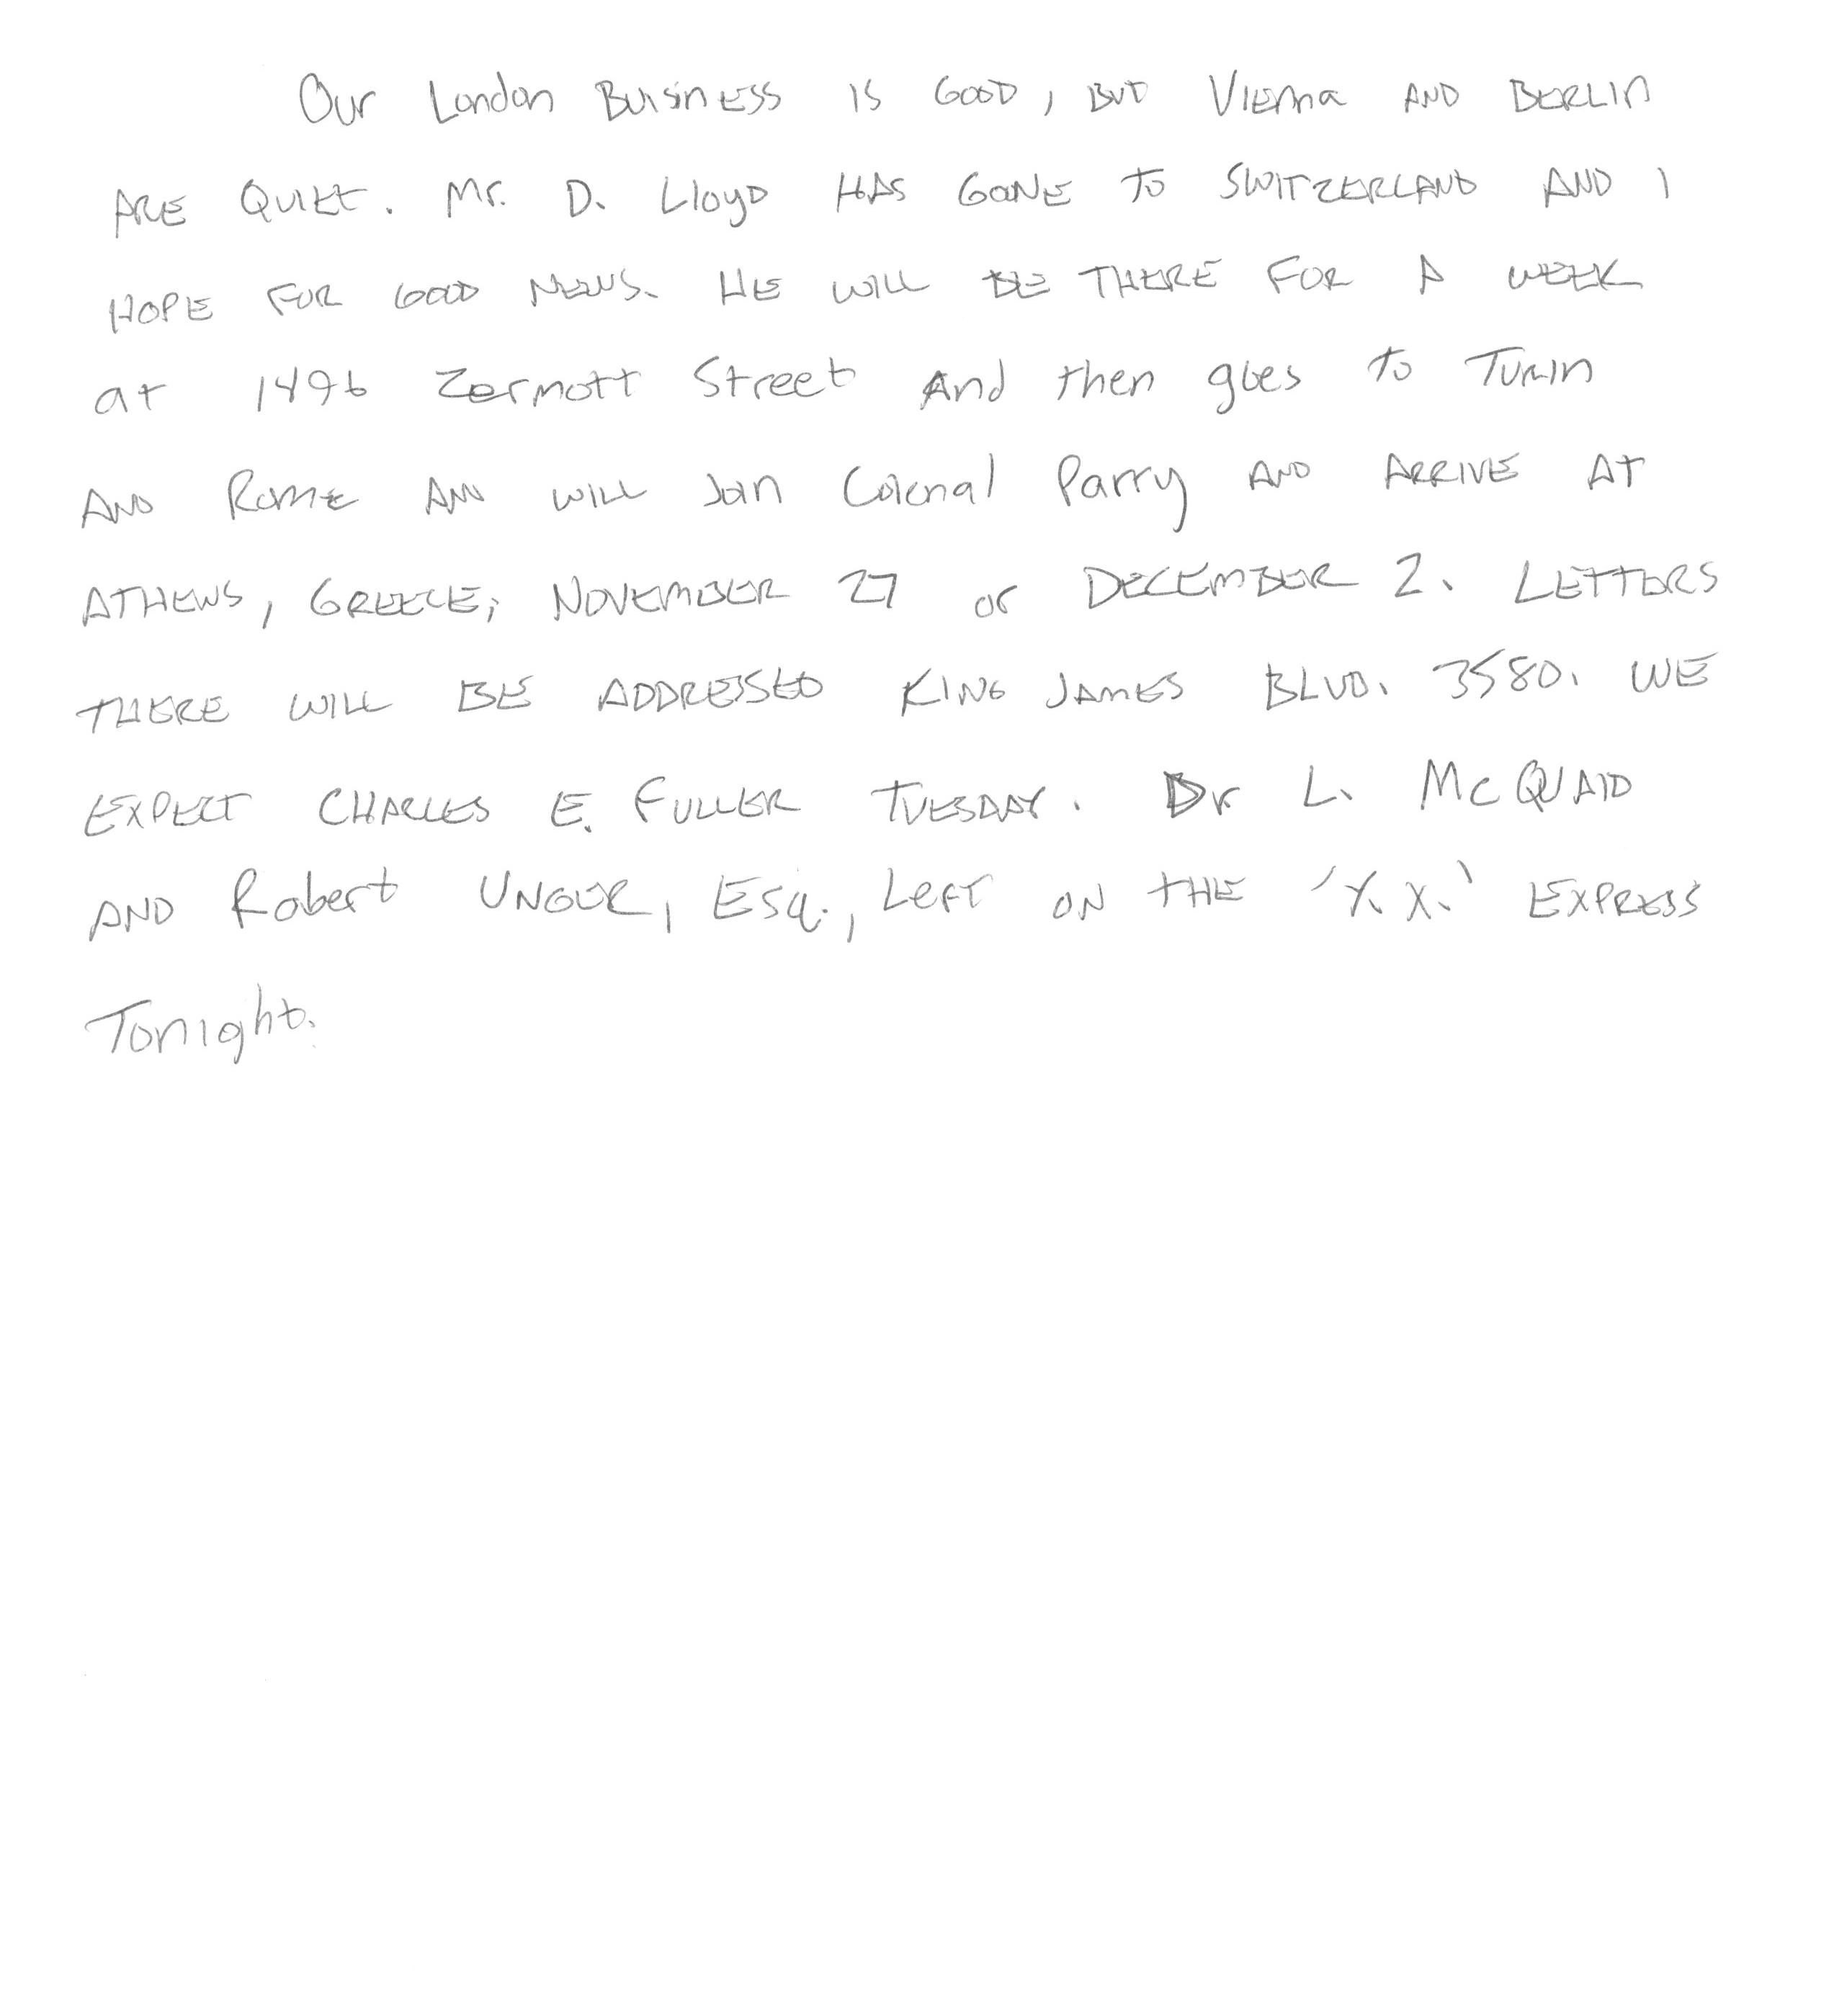 Our London Buisiness is Good, But Vienna AND BERLIN
ARE QUIET. Mr. D. Lloyd HAS GONE TO SWITZERLAND AND I
HOPE FOR GOOD NEWS. HE WILL BE THERE FOR A WEEK
at 1496 Zermott Street And then goes to Turin
AND Rome AND WILL Join Colenal Parry AND ARRIVE AT
ATHENS, GREECE, NOVEMBER 27 or DECEMBER 2. LETTERS
THERE WILL BE ADDRESSED KING JAMES BLVD. 3580. WE
EXPECT CHARLES E. FULLER TUESDAY. Dr L. McQUAID
AND Robert UNGER, Esq., Left ON THE 'X.X.' EXPRESS
Tonight.